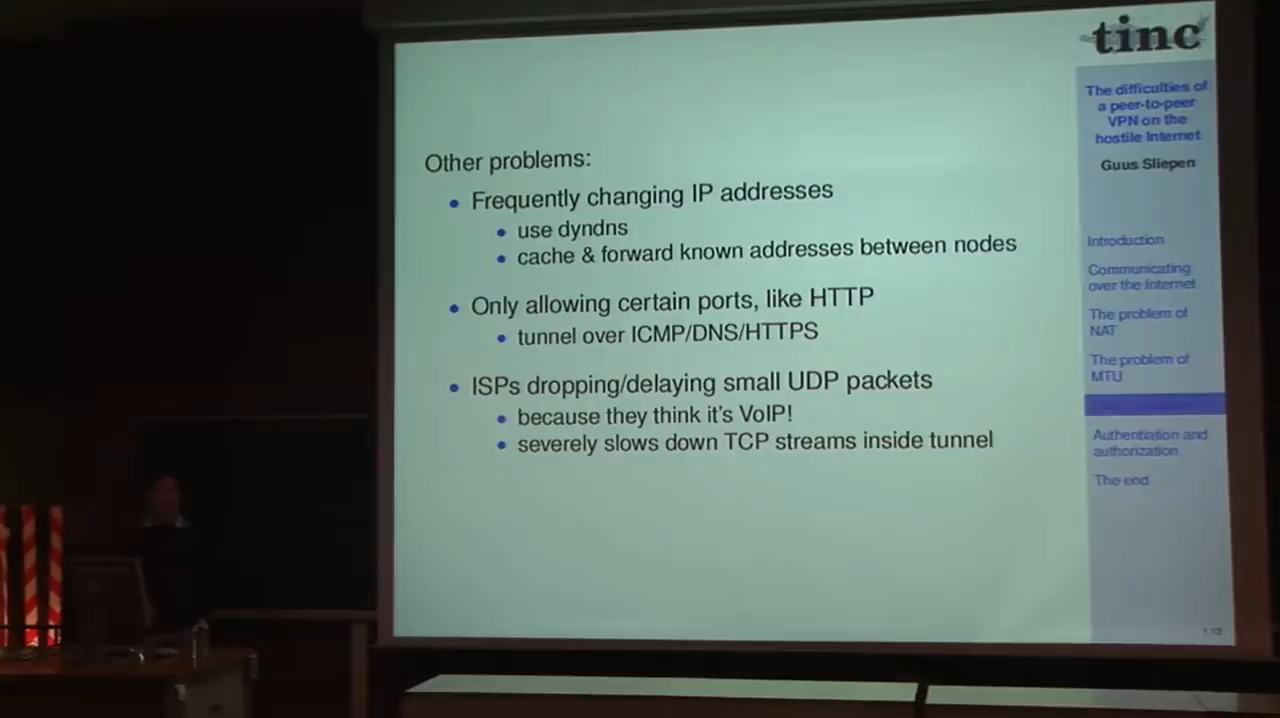 Other problems:
Frequently changing IP addresses
use dyndns
cache & forward known addresses between nodes
Only allowing certain ports, like HTTP
tunnel over ICMP/DNS/HTTPS
ISPs dropping/delaying small UDP packets
because they think it's VoIP!
severely slows down TCP streams inside tunnel
tinc
The difficulties of
a peer-to-peer
VPN on the
hostile Internet
Guus Sliepen
Introduction
Communicating
over the Internet
The problem of
NAT
The problem of
MTU
Authentiation and
authorization
The end